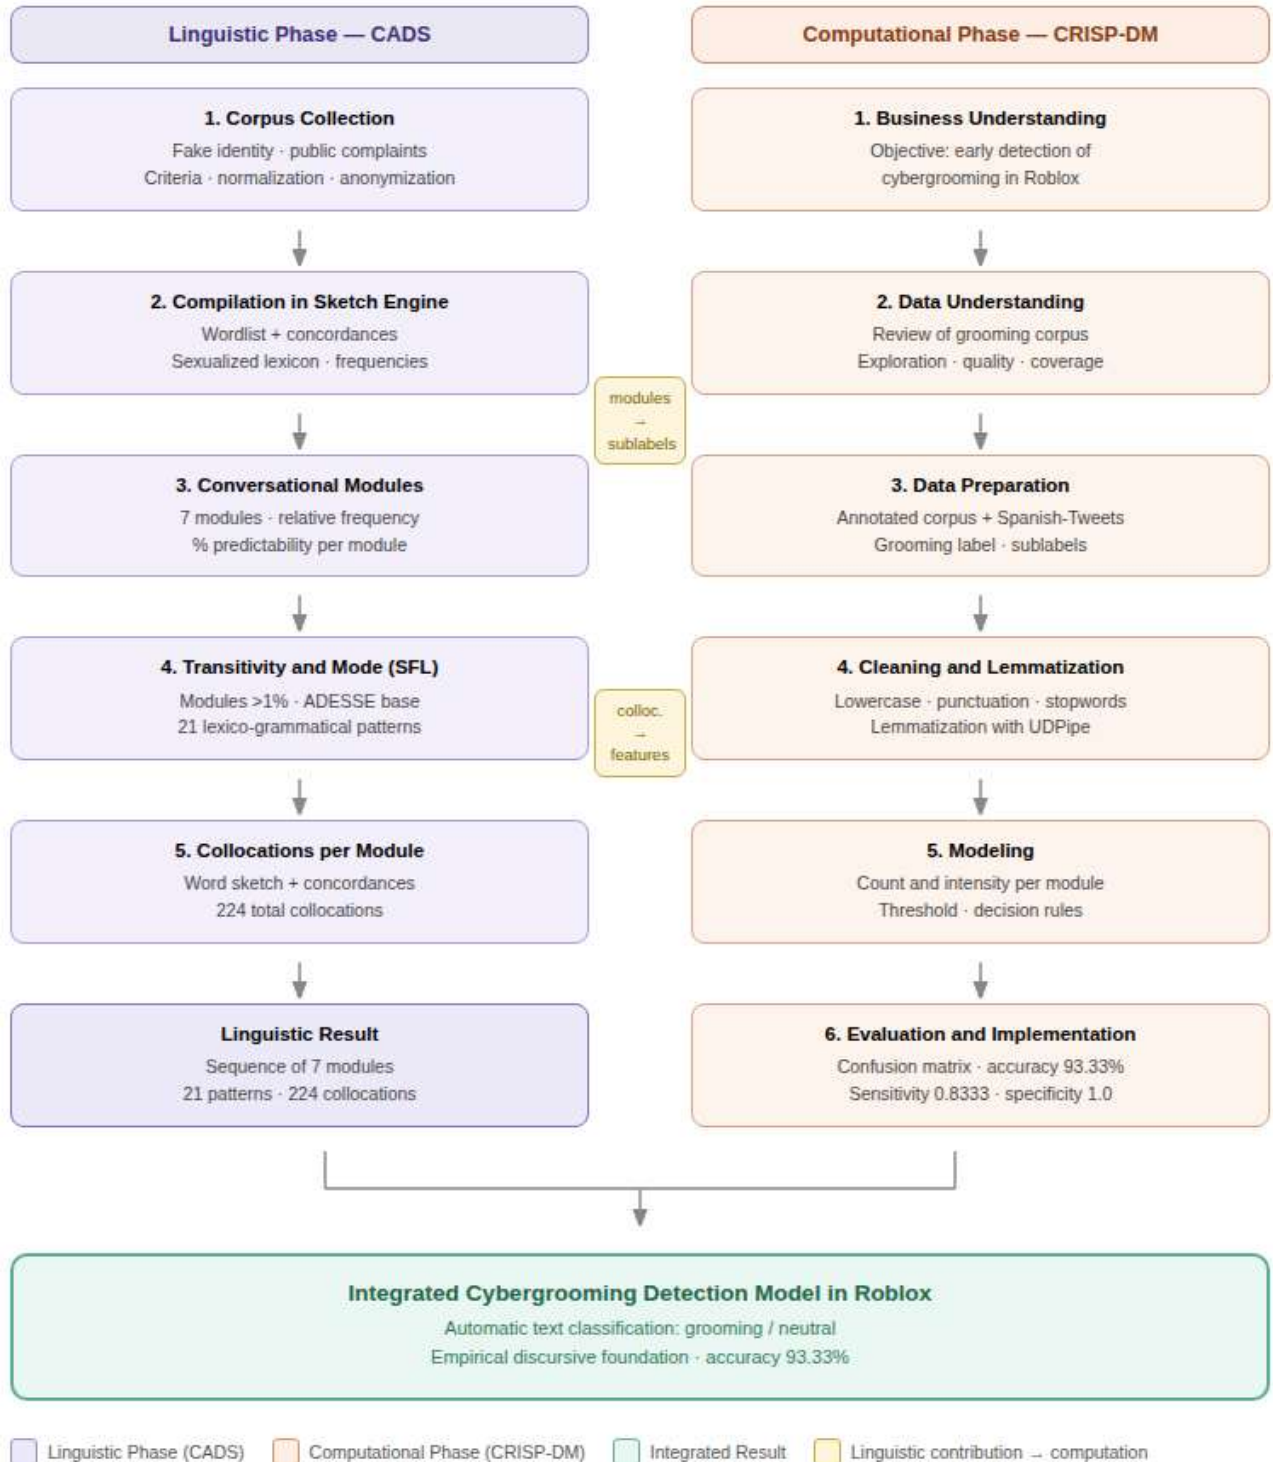 Linguistic Phase — CADS
1. Corpus Collection
Fake identity · public complaints
Criteria · normalization · anonymization
2. Compilation in Sketch Engine
Wordlist + concordances
Sexualized lexicon · frequencies
3. Conversational Modules
7 modules · relative frequency
% predictability per module
4. Transitivity and Mode (SFL)
Modules >1% · ADESSE base
21 lexico-grammatical patterns
5. Collocations per Module
Word sketch + concordances
224 total collocations
Linguistic Result
Sequence of 7 modules
21 patterns · 224 collocations
modules
→
sublabels
colloc.
→
features
Computational Phase — CRISP-DM
1. Business Understanding
Objective: early detection of
cybergrooming in Roblox
2. Data Understanding
Review of grooming corpus
Exploration · quality · coverage
3. Data Preparation
Annotated corpus + Spanish-Tweets
Grooming label · sublabels
4. Cleaning and Lemmatization
Lowercase · punctuation · stopwords
Lemmatization with UDPipe
5. Modeling
Count and intensity per module
Threshold · decision rules
6. Evaluation and Implementation
Confusion matrix · accuracy 93.33%
Sensitivity 0.8333 · specificity 1.0
Integrated Cybergrooming Detection Model in Roblox
Automatic text classification: grooming / neutral
Empirical discursive foundation · accuracy 93.33%
Linguistic Phase (CADS)
Computational Phase (CRISP-DM)
Integrated Result
Linguistic contribution → computation